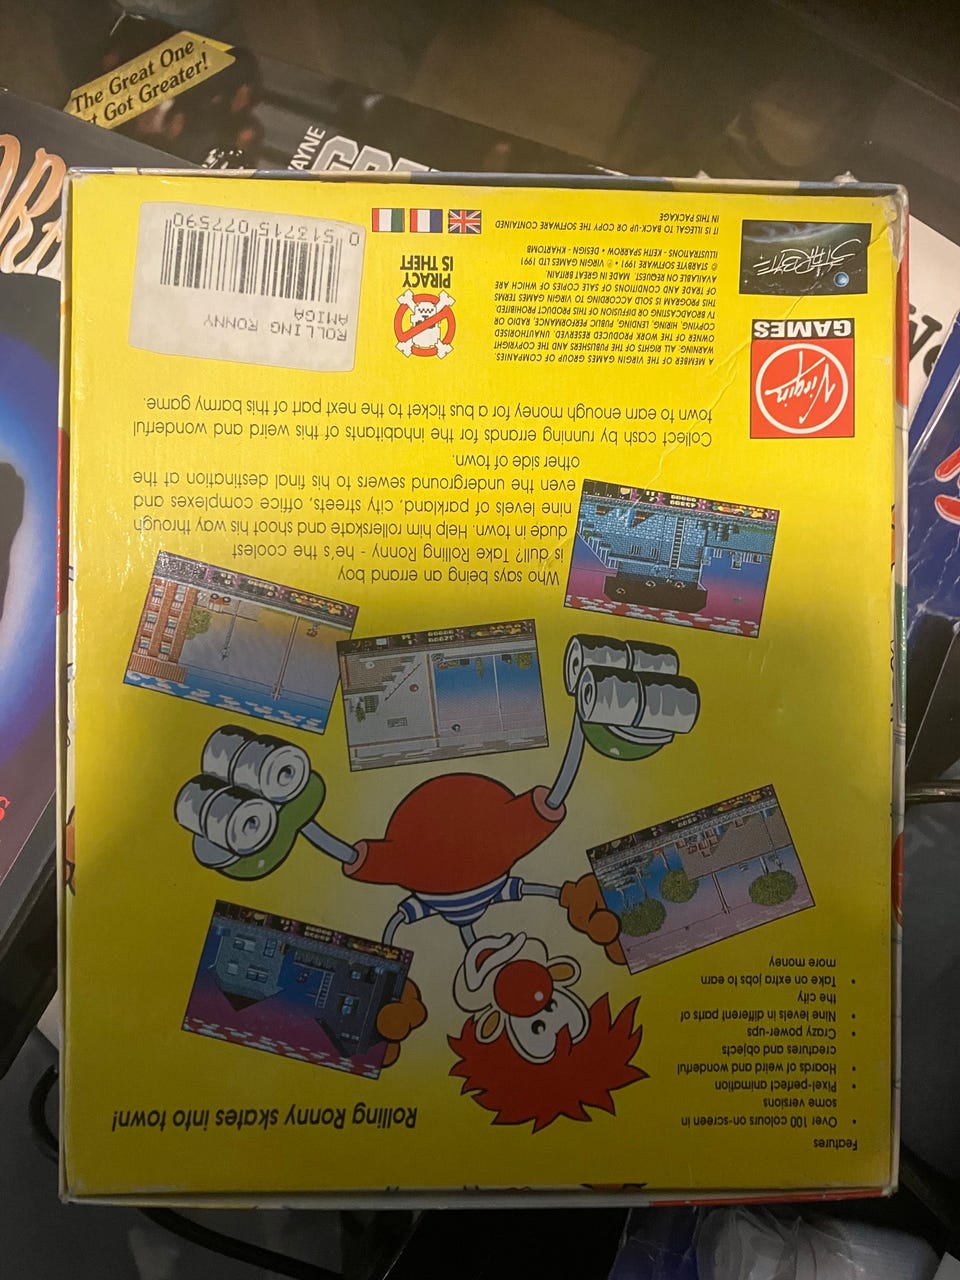 The Great One
Got Greater!
AYNE
Rolling Ronny skates into town!
Features
• Over 100 colours on-screen in
some versions
• Pixel-perfect animation
• Hoards of weird and wonderful
creatures and objects
• Crazy power-ups
• Nine levels in different parts of
the city
• Take on extra jobs to earn
more money
Who says being an errand boy
is dull? Take Rolling Ronny - he's the coolest
dude in town. Help him rollerskate and shoot his way through
nine levels of parkland, city streets, office complexes and
even the underground sewers to his final destination at the
other side of town.
Collect cash by running errands for the inhabitants of this weird and wonderful
town to earn enough money for a bus ticket to the next part of this barmy game.
Virgin
GAMES
STARBYTE
A MEMBER OF THE VIRGIN GAMES GROUP OF COMPANIES.
WARNING: ALL RIGHTS OF THE PUBLISHERS AND THE COPYRIGHT
OWNER OF THE WORK PRODUCED RESERVED. UNAUTHORISED
COPYING, HIRING, LENDING, PUBLIC PERFORMANCE, RADIO OR
TV BROADCASTING OR DIFFUSION OF THIS PRODUCT PROHIBITED.
THIS PROGRAM IS SOLD ACCORDING TO VIRGIN GAMES TERMS
OF TRADE AND CONDITIONS OF SALE COPIES OF WHICH ARE
AVAILABLE ON REQUEST. MADE IN GREAT BRITAIN.
© STARBYTE SOFTWARE 1991 • ℗ VIRGIN GAMES LTD 1991
ILLUSTRATIONS - KEITH SPARROW • DESIGN - KHARTOMB
IT IS ILLEGAL TO BACK-UP OR COPY THE SOFTWARE CONTAINED
IN THIS PACKAGE
PIRACY
IS THEFT
ROLLING RONNY
AMIGA
0 513715 077590